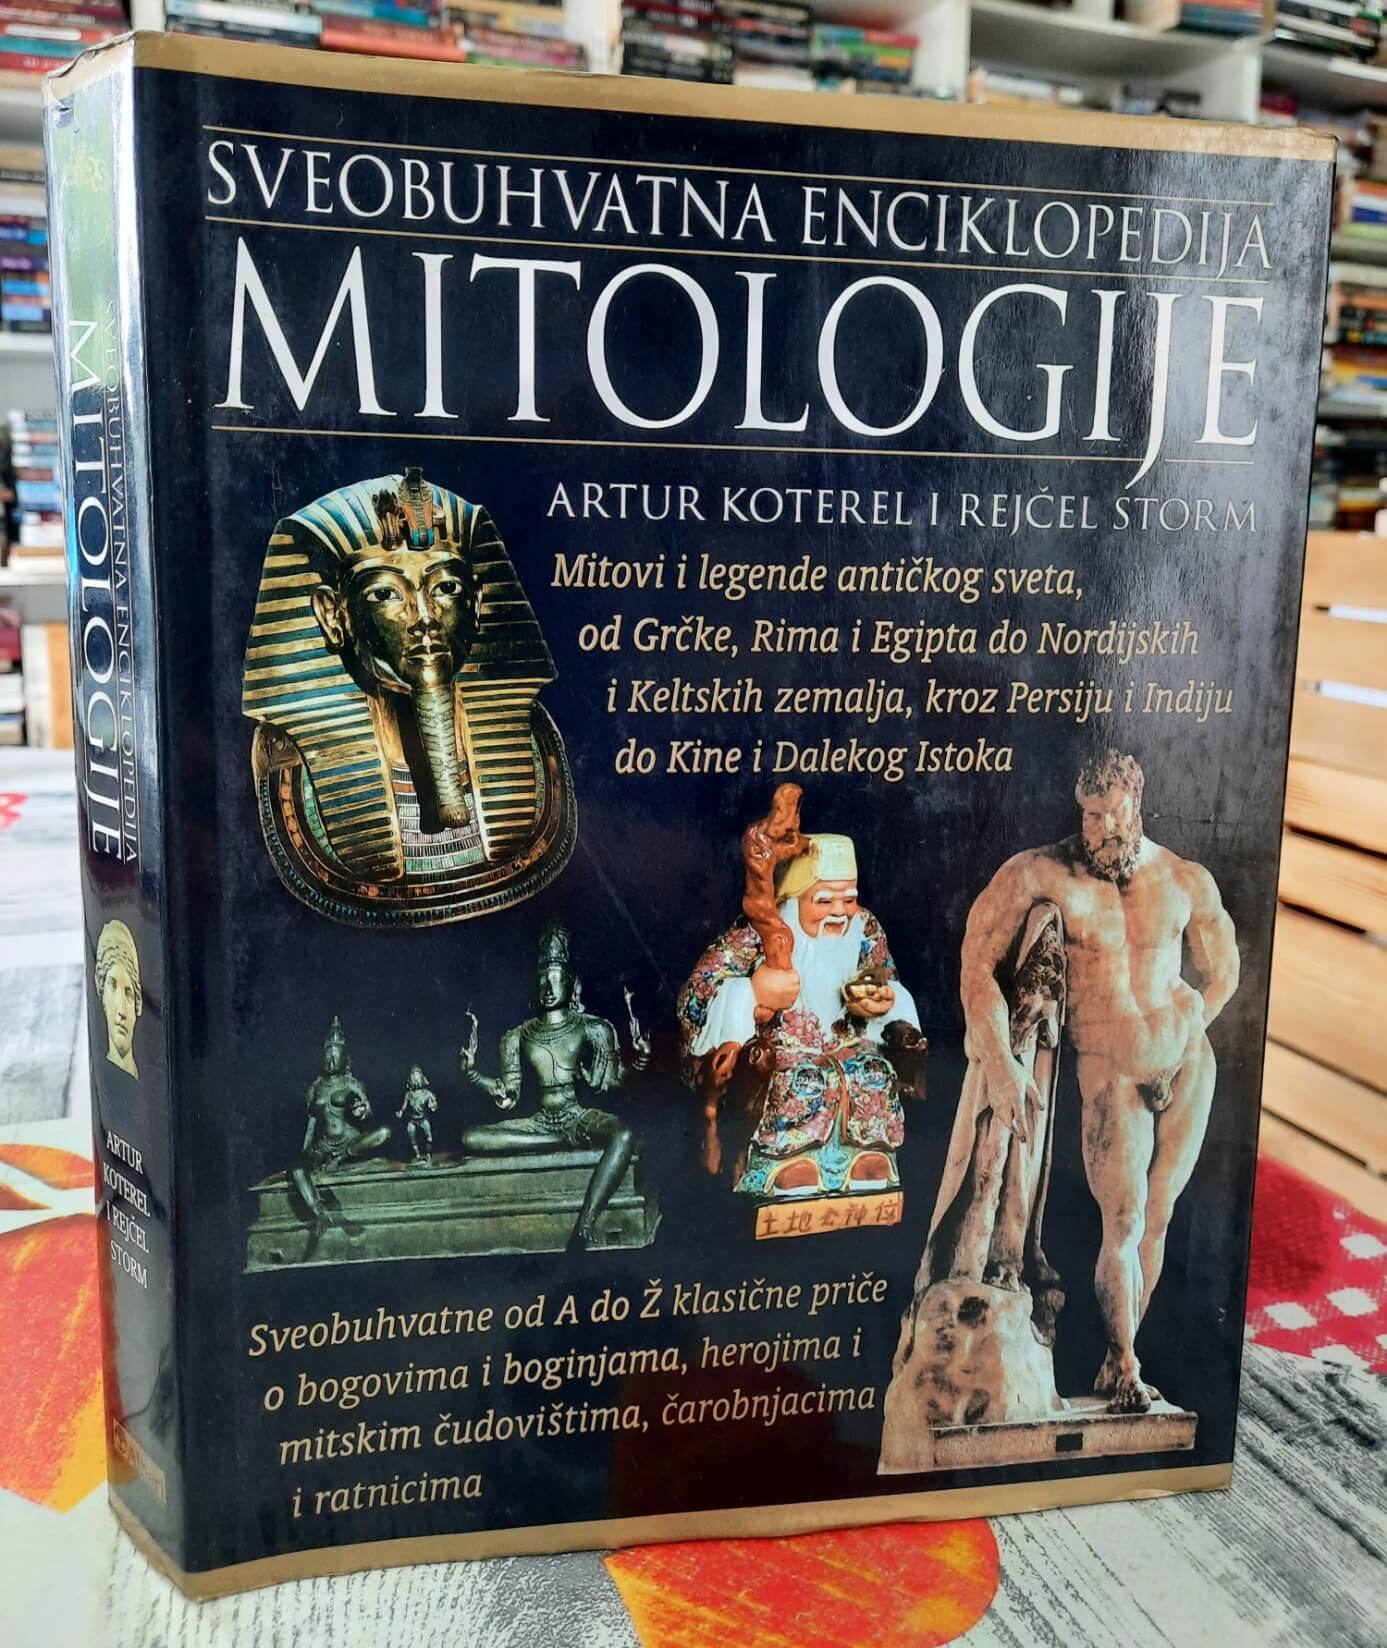 SVEOBUHVATNA ENCIKLOPEDIJA
MITOLOGIJE
ARTUR KOTEREL I REJČEL STORM
Mitovi i legende antičkog sveta,
od Grčke, Rima i Egipta do Nordijskih
i Keltskih zemalja, kroz Persiju i Indiju
do Kine i Dalekog Istoka
土地公神位
Sveobuhvatne od A do Ž klasične priče
o bogovima i boginjama, herojima i
mitskim čudovištima, čarobnjacima
i ratnicima
SVEOBUHVATNA ENCIKLOPEDIJA
MITOLOGIJE
ARTUR
KOTEREL
I REJČEL
STORM